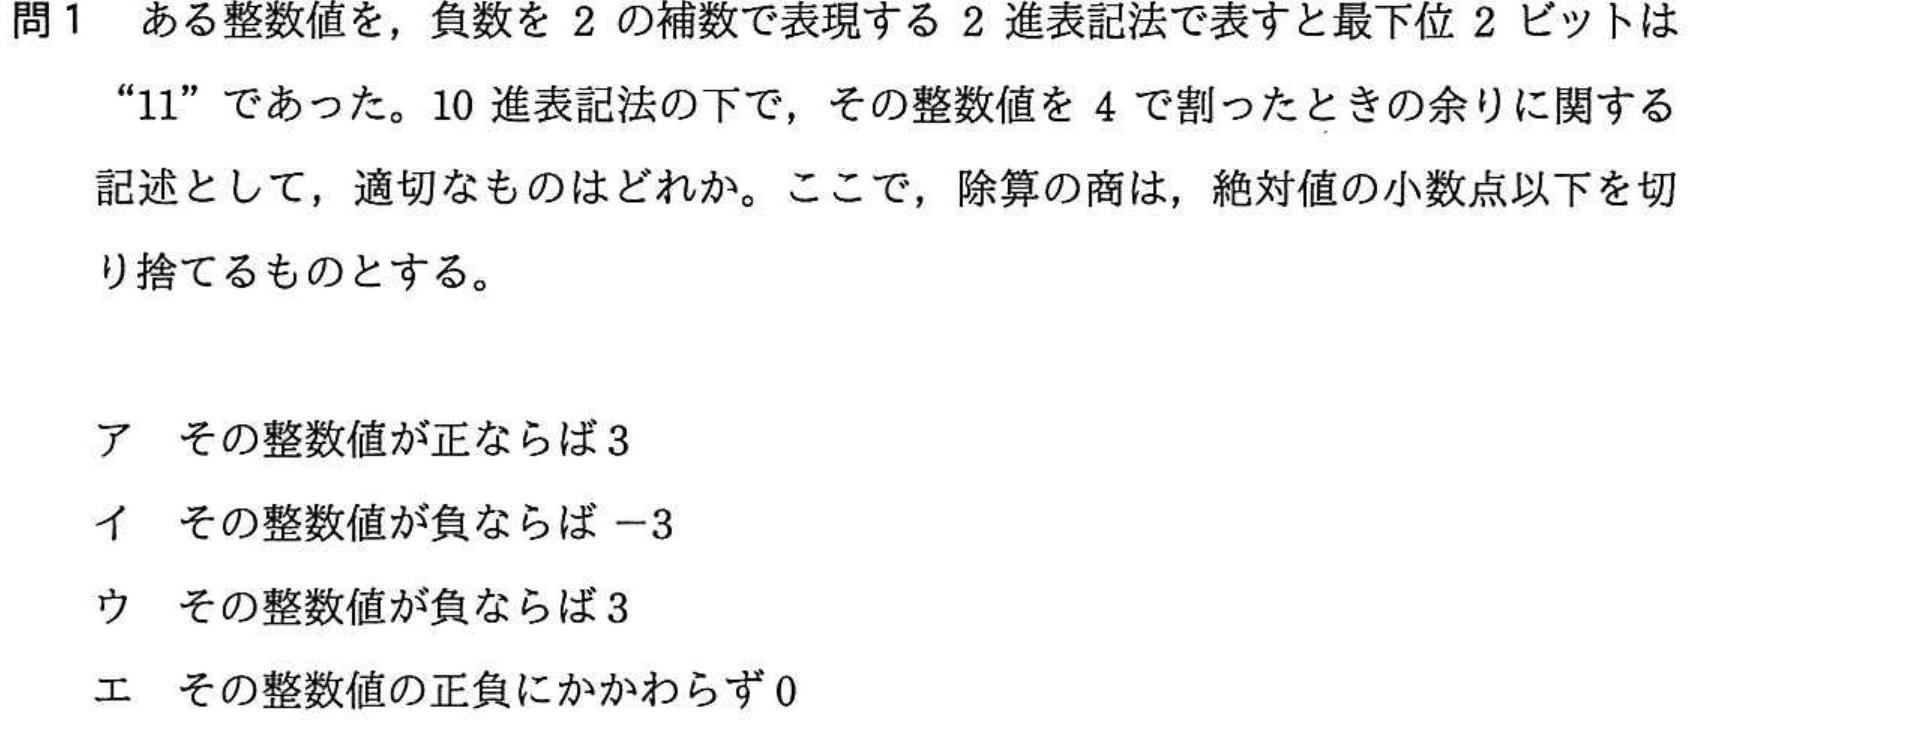 問1 ある整数値を，負数を 2 の補数で表現する 2 進表記法で表すと最下位 2 ビットは
“11” であった。10 進表記法の下で，その整数値を 4 で割ったときの余りに関する
記述として，適切なものはどれか。ここで，除算の商は，絶対値の小数点以下を切
り捨てるものとする。
ア その整数値が正ならば 3
イ その整数値が負ならば －3
ウ その整数値が負ならば 3
エ その整数値の正負にかかわらず 0